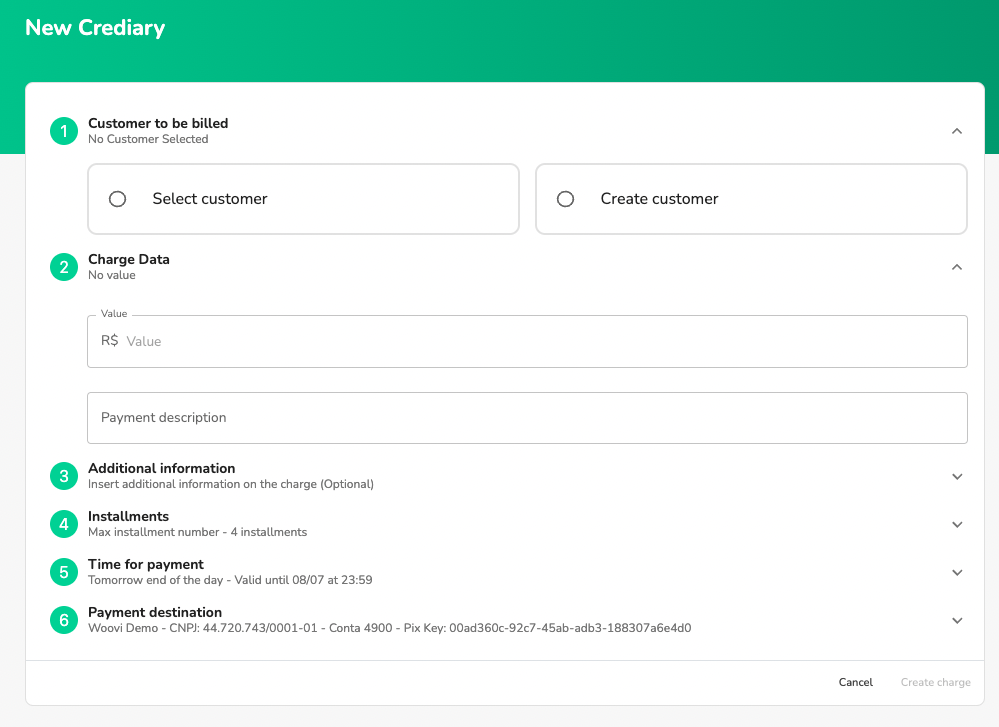 New Crediary
1
Customer to be billed
No Customer Selected
Select customer
Create customer
2
Charge Data
No value
Value
R$ Value
Payment description
3
Additional information
Insert additional information on the charge (Optional)
4
Installments
Max installment number - 4 installments
5
Time for payment
Tomorrow end of the day - Valid until 08/07 at 23:59
6
Payment destination
Woovi Demo - CNPJ: 44.720.743/0001-01 - Conta 4900 - Pix Key: 00ad360c-92c7-45ab-adb3-188307a6e4d0
Cancel
Create charge